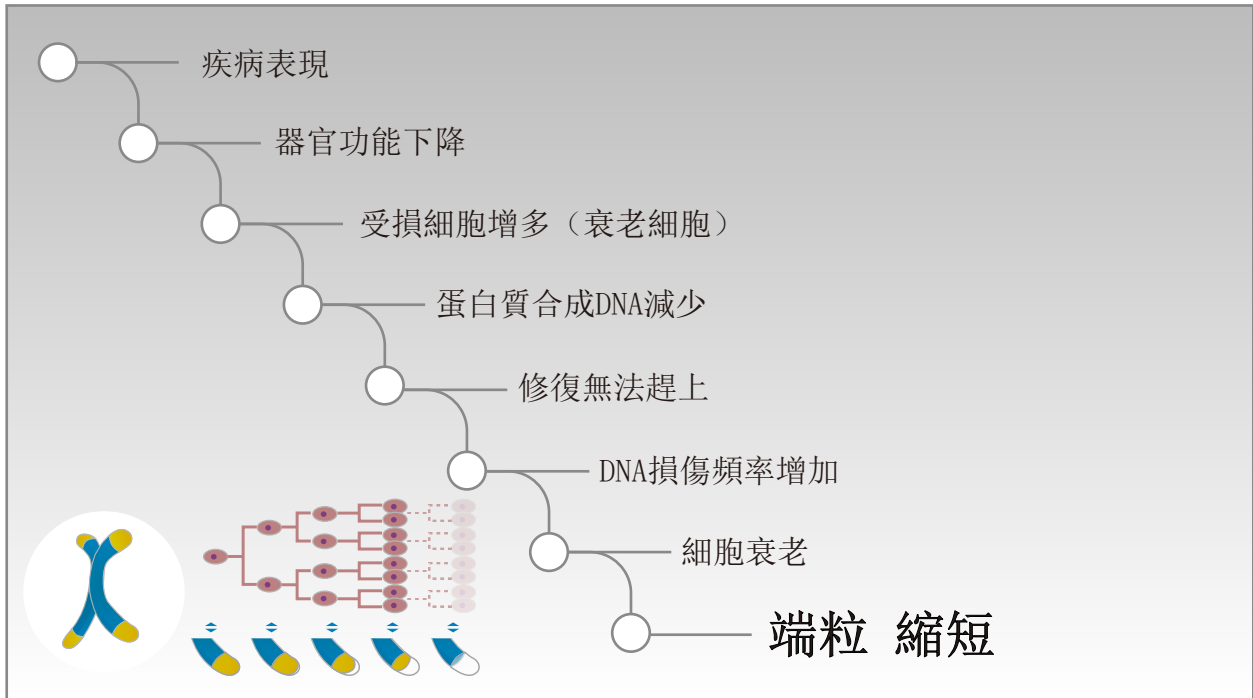 疾病表現
器官功能下降
受損細胞增多（衰老細胞）
蛋白質合成DNA減少
修復無法趕上
DNA損傷頻率增加
細胞衰老
端粒 縮短